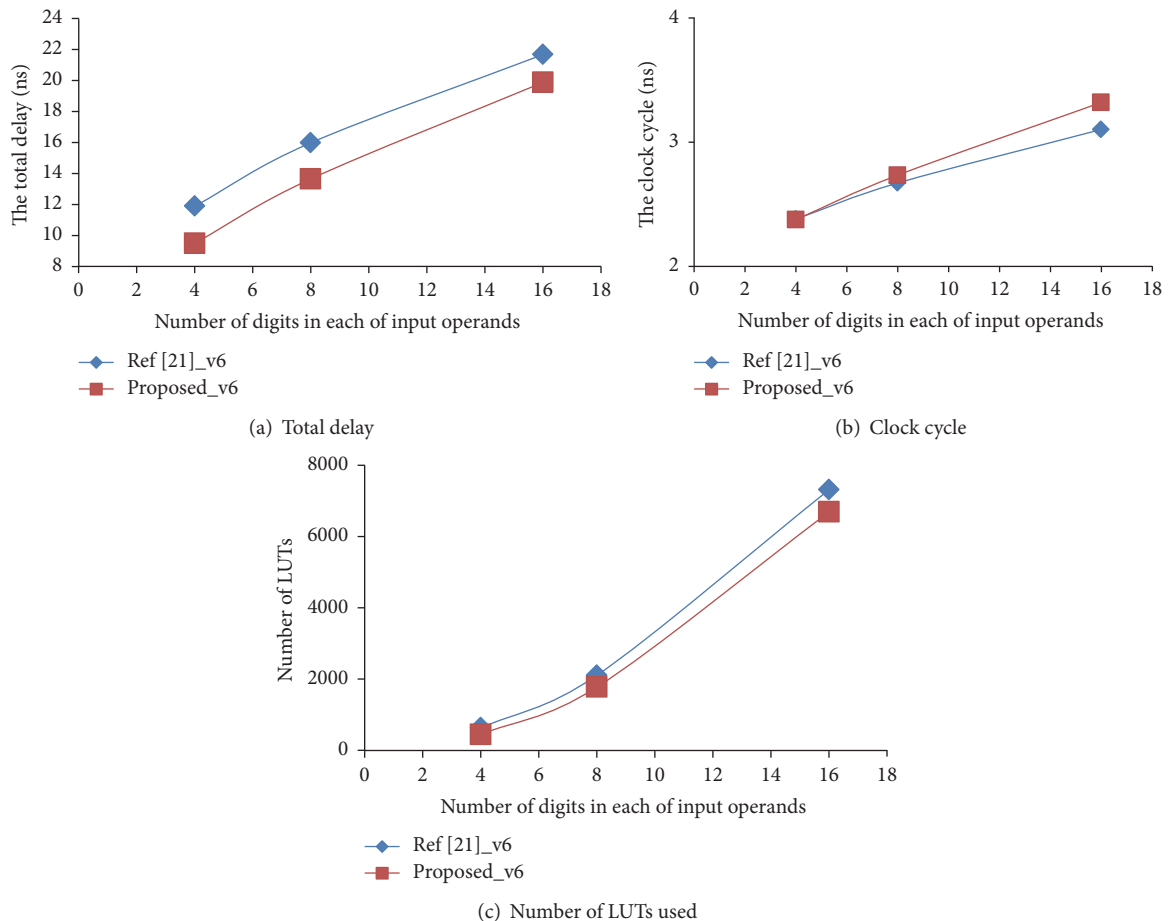 The total delay (ns)
24
22
20
18
16
14
12
10
8
0 2 4 6 8 10 12 14 16 18
Number of digits in each of input operands
Ref [21]_v6
Proposed_v6
(a) Total delay
The clock cycle (ns)
4
3
2
0 2 4 6 8 10 12 14 16 18
Number of digits in each of input operands
Ref [21]_v6
Proposed_v6
(b) Clock cycle
Number of LUTs
8000
6000
4000
2000
0
0 2 4 6 8 10 12 14 16 18
Number of digits in each of input operands
Ref [21]_v6
Proposed_v6
(c) Number of LUTs used